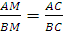 AM/BM = AC/BC